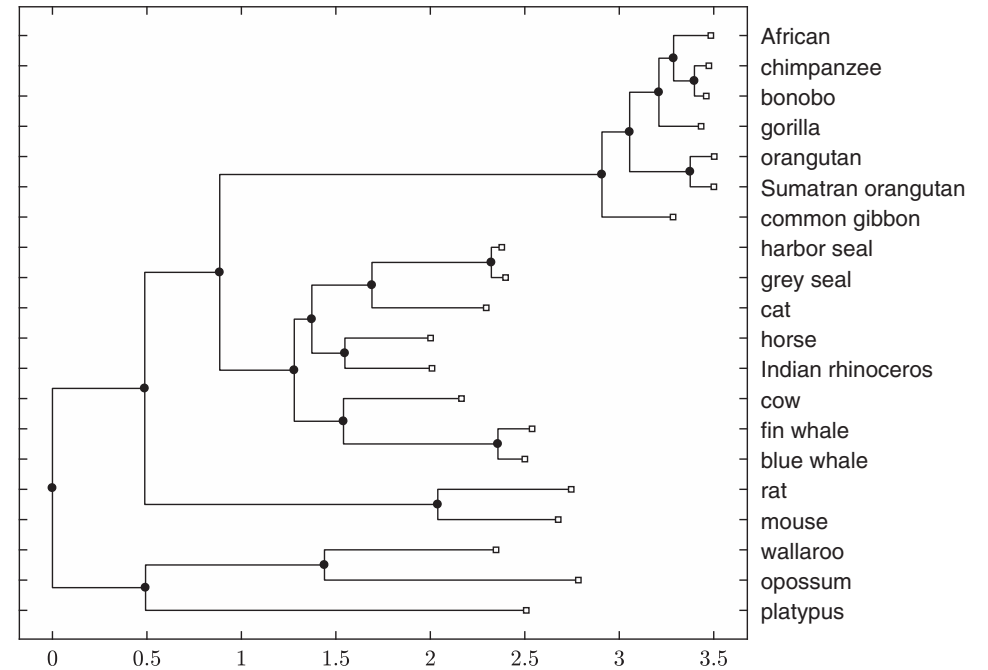 African
chimpanzee
bonobo
gorilla
orangutan
Sumatran orangutan
common gibbon
harbor seal
grey seal
cat
horse
Indian rhinoceros
cow
fin whale
blue whale
rat
mouse
wallaroo
opossum
platypus
0 0.5 1 1.5 2 2.5 3 3.5